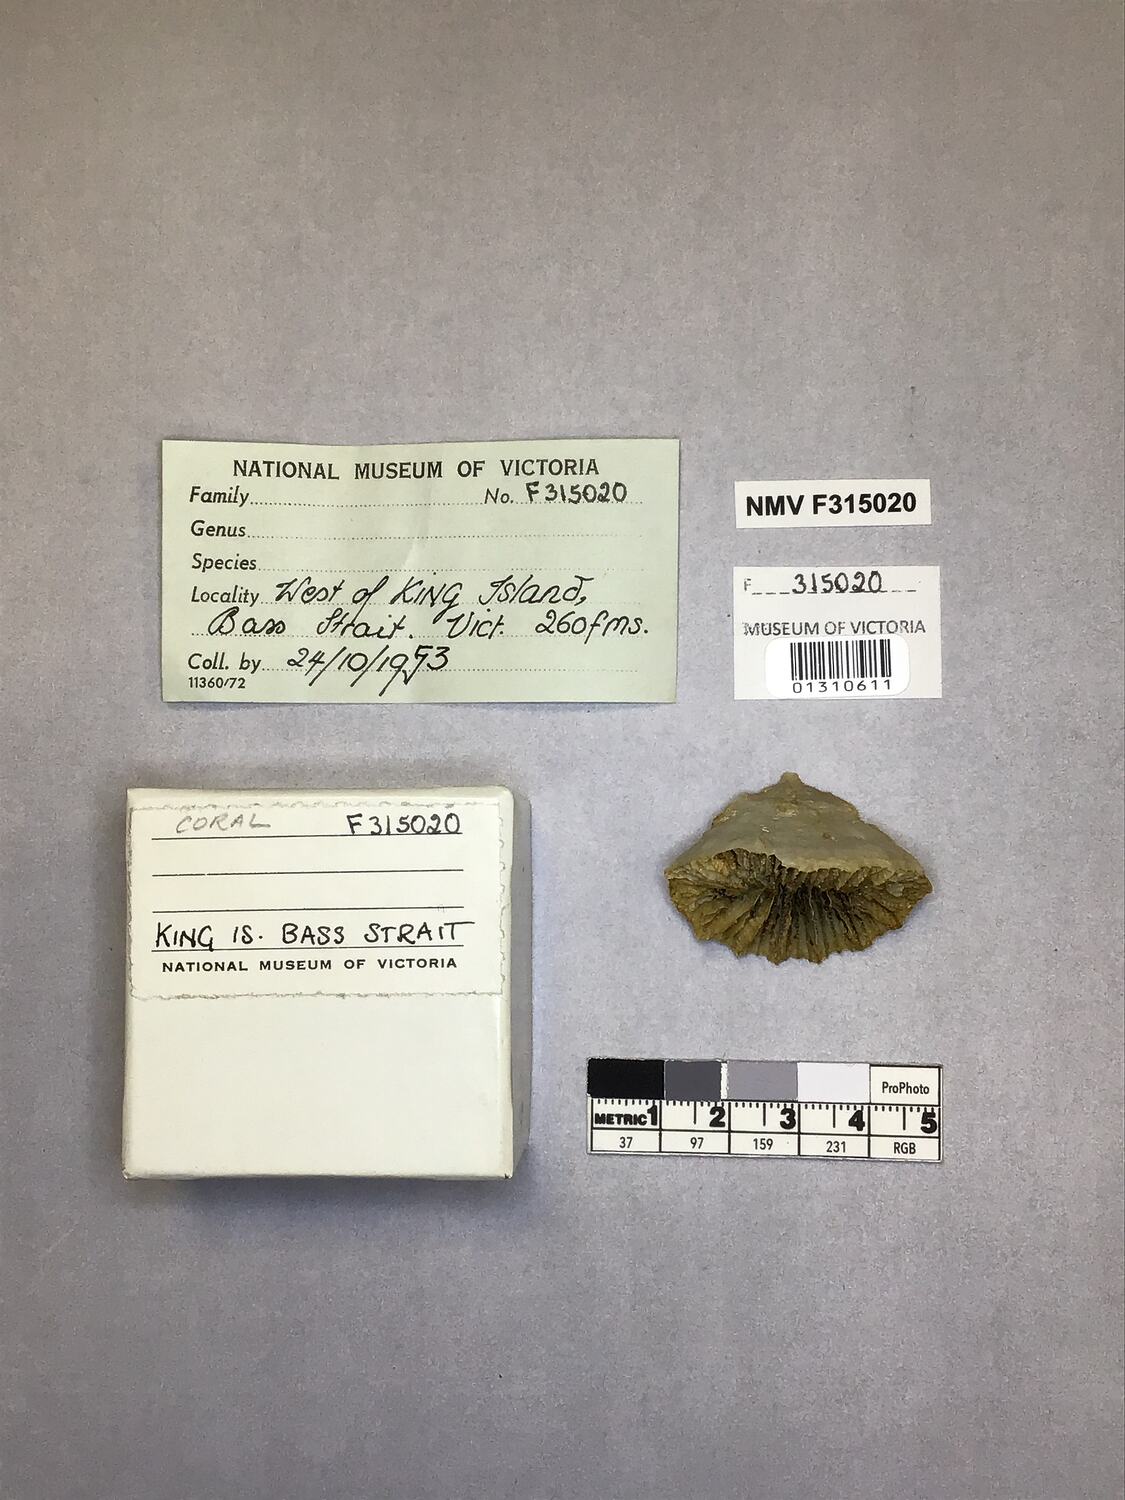 NATIONAL MUSEUM OF VICTORIA
Family No. F315020
Genus
Species
Locality West of KING Island,
Bass Strait. Vict. 260fms.
Coll. by 24/10/1953
11360/72
NMV F315020
F 315020
MUSEUM OF VICTORIA
01310611
CORAL F315020
KING IS. BASS STRAIT
NATIONAL MUSEUM OF VICTORIA
ProPhoto
METRIC 1 2 3 4 5
37 97 159 231 RGB